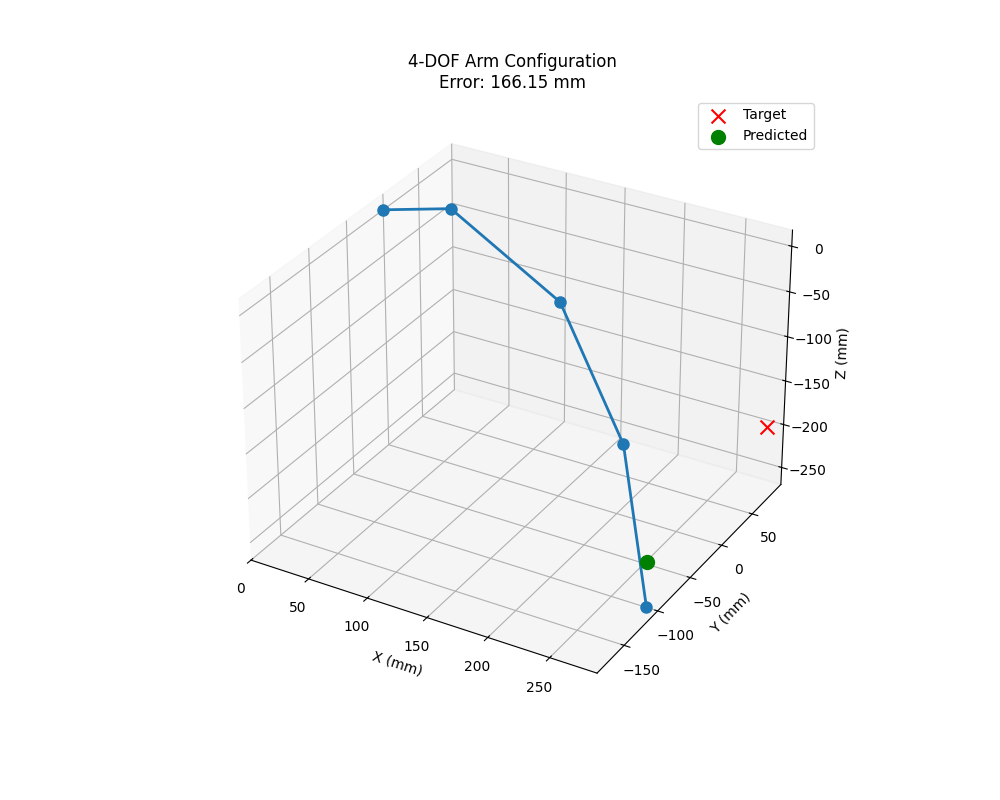 4-DOF Arm Configuration
Error: 166.15 mm
Target
Predicted
0
−50
−100
−150
−200
−250
Z (mm)
50
0
−50
−100
−150
Y (mm)
0
50
100
150
200
250
X (mm)